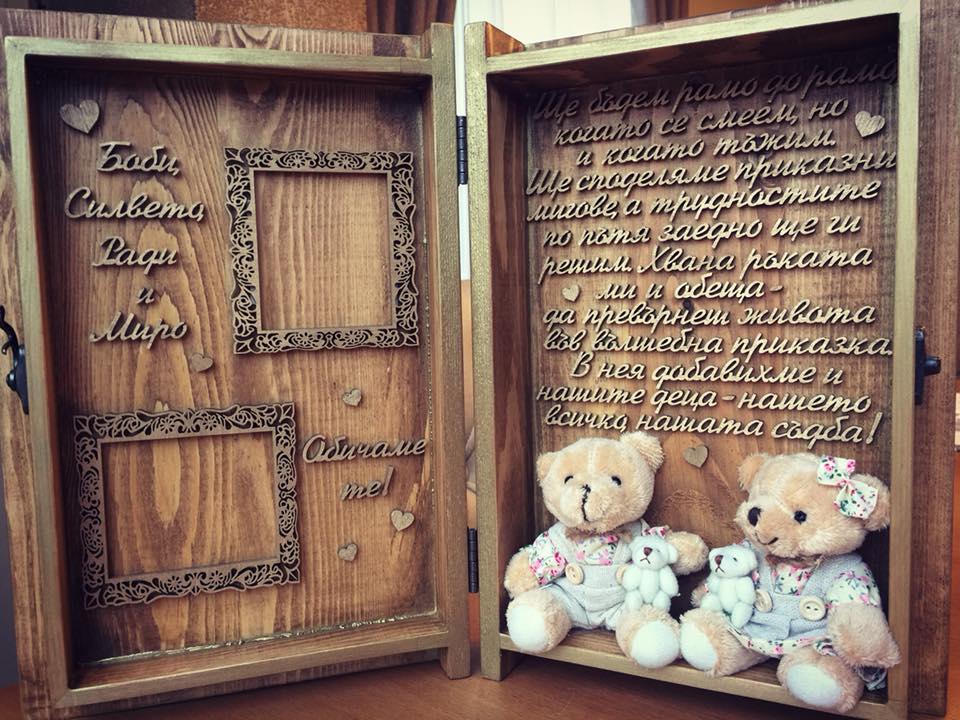 Боби,
Силвета,
Ради
и
Миро
Обичаме
те!
Ще бъдем рамо до рамо,
когато се смеем, но
и когато тъжим.
Ще споделяме приказни
мигове, а трудностите
по пътя заедно ще ги
решим. Хвана ръката
ми и обеща-
да превърнеш живота
във вълшебна приказка.
В нея добавихме и
нашите деца-нашето
всичко, нашата съдба!